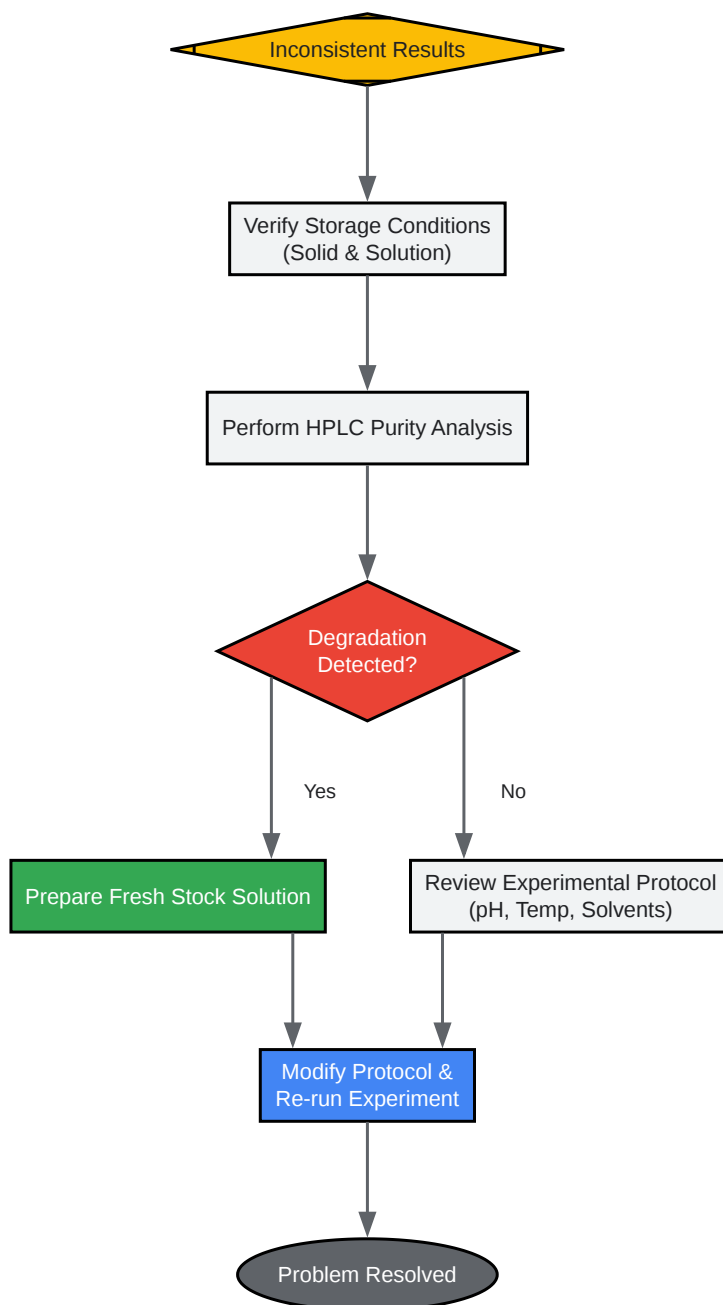 Inconsistent Results
Verify Storage Conditions
(Solid & Solution)
Perform HPLC Purity Analysis
Degradation
Detected?
Yes
No
Prepare Fresh Stock Solution
Review Experimental Protocol
(pH, Temp, Solvents)
Modify Protocol &
Re-run Experiment
Problem Resolved